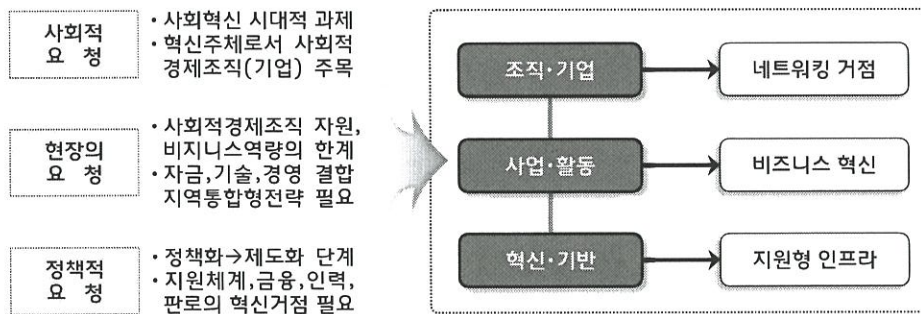 사회적
요 청
· 사회혁신 시대적 과제
· 혁신주체로서 사회적
경제조직(기업) 주목
현장의
요 청
· 사회적경제조직 자원,
비지니스역량의 한계
· 자금,기술,경영 결합
지역통합형전략 필요
정책적
요 청
· 정책화→제도화 단계
· 지원체계,금융,인력,
판로의 혁신거점 필요
조직·기업
네트워킹 거점
사업·활동
비즈니스 혁신
혁신·기반
지원형 인프라